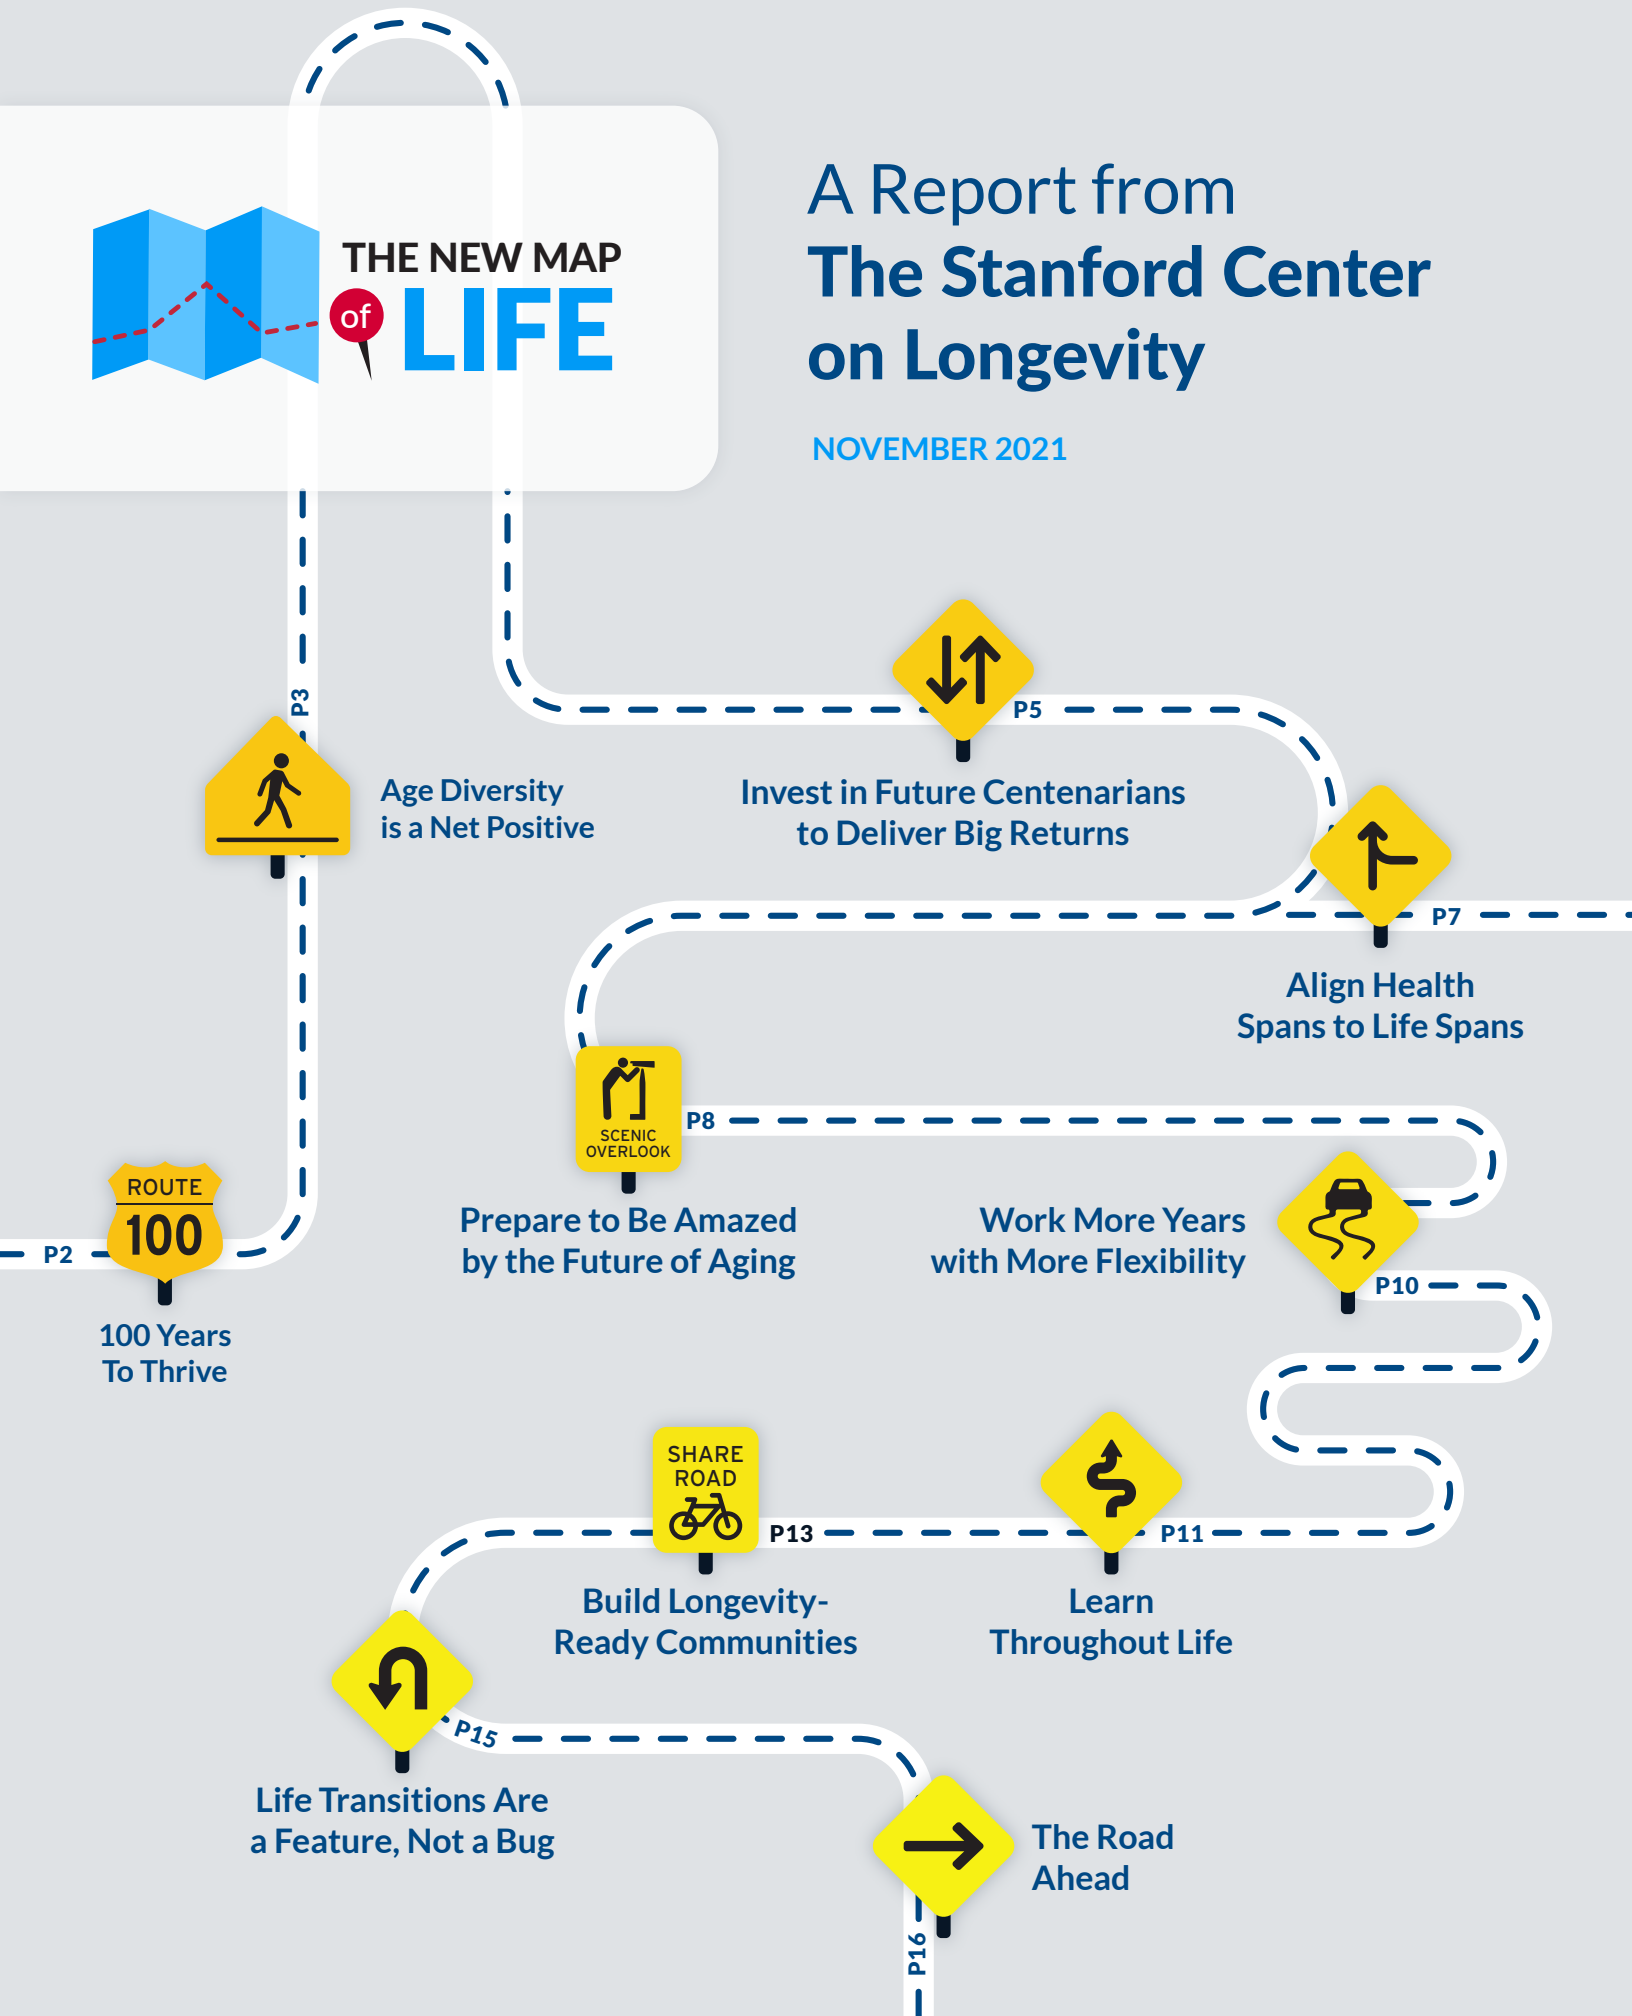 THE NEW MAP
of LIFE
A Report from
The Stanford Center
on Longevity
NOVEMBER 2021
P2
ROUTE
100
100 Years
To Thrive
P3
Age Diversity
is a Net Positive
P5
Invest in Future Centenarians
to Deliver Big Returns
P7
Align Health
Spans to Life Spans
SCENIC
OVERLOOK
P8
Prepare to Be Amazed
by the Future of Aging
Work More Years
with More Flexibility
P10
P11
Learn
Throughout Life
SHARE
ROAD
P13
Build Longevity-
Ready Communities
P15
Life Transitions Are
a Feature, Not a Bug
The Road
Ahead
P16